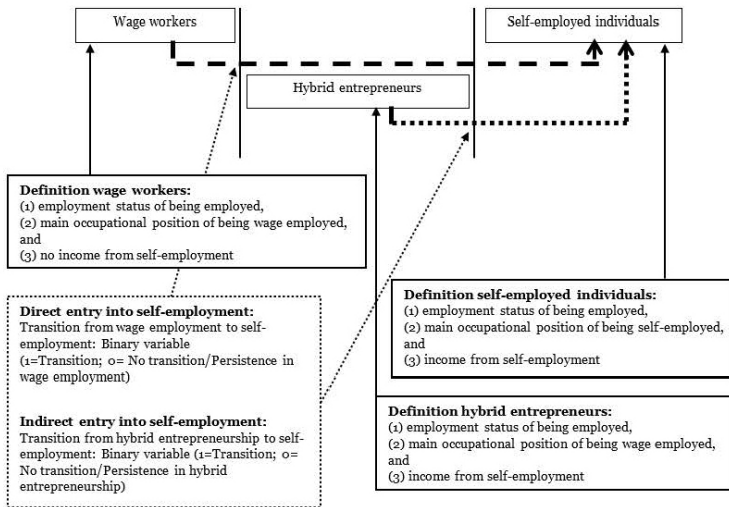 Wage workers
Self-employed individuals
Hybrid entrepreneurs
Definition wage workers:
(1) employment status of being employed,
(2) main occupational position of being wage employed,
and
(3) no income from self-employment
Direct entry into self-employment:
Transition from wage employment to self-
employment: Binary variable
(1=Transition; 0= No transition/Persistence in
wage employment)
Indirect entry into self-employment:
Transition from hybrid entrepreneurship to self-
employment: Binary variable (1=Transition; 0=
No transition/Persistence in hybrid
entrepreneurship)
Definition self-employed individuals:
(1) employment status of being employed,
(2) main occupational position of being self-employed,
and
(3) income from self-employment
Definition hybrid entrepreneurs:
(1) employment status of being employed,
(2) main occupational position of being wage employed,
and
(3) income from self-employment